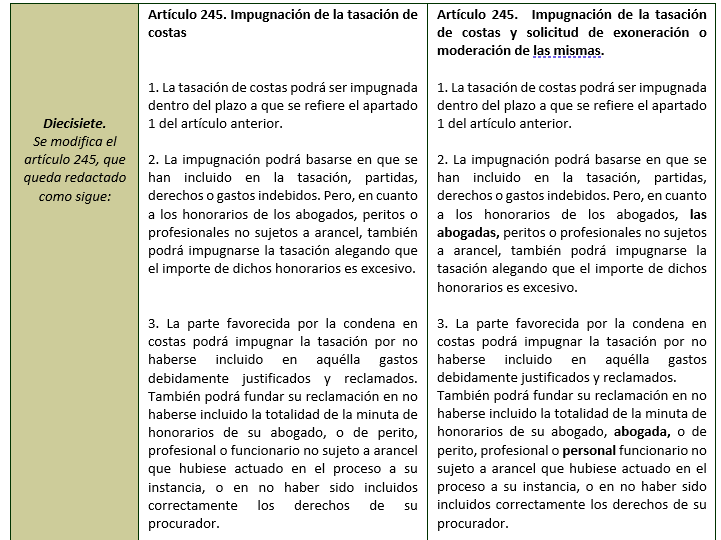 Diecisiete.
Se modifica el
artículo 245, que
queda redactado
como sigue:
Artículo 245. Impugnación de la tasación de
costas
1. La tasación de costas podrá ser impugnada
dentro del plazo a que se refiere el apartado
1 del artículo anterior.
2. La impugnación podrá basarse en que se
han incluido en la tasación, partidas,
derechos o gastos indebidos. Pero, en cuanto
a los honorarios de los abogados, peritos o
profesionales no sujetos a arancel, también
podrá impugnarse la tasación alegando que
el importe de dichos honorarios es excesivo.
3. La parte favorecida por la condena en
costas podrá impugnar la tasación por no
haberse incluido en aquélla gastos
debidamente justificados y reclamados.
También podrá fundar su reclamación en no
haberse incluido la totalidad de la minuta de
honorarios de su abogado, o de perito,
profesional o funcionario no sujeto a arancel
que hubiese actuado en el proceso a su
instancia, o en no haber sido incluidos
correctamente los derechos de su
procurador.
Artículo 245. Impugnación de la tasación
de costas y solicitud de exoneración o
moderación de las mismas.
1. La tasación de costas podrá ser impugnada
dentro del plazo a que se refiere el apartado
1 del artículo anterior.
2. La impugnación podrá basarse en que se
han incluido en la tasación, partidas,
derechos o gastos indebidos. Pero, en cuanto
a los honorarios de los abogados, las
abogadas, peritos o profesionales no sujetos
a arancel, también podrá impugnarse la
tasación alegando que el importe de dichos
honorarios es excesivo.
3. La parte favorecida por la condena en
costas podrá impugnar la tasación por no
haberse incluido en aquélla gastos
debidamente justificados y reclamados.
También podrá fundar su reclamación en no
haberse incluido la totalidad de la minuta de
honorarios de su abogado, abogada, o de
perito, profesional o personal funcionario no
sujeto a arancel que hubiese actuado en el
proceso a su instancia, o en no haber sido
incluidos correctamente los derechos de su
procurador.